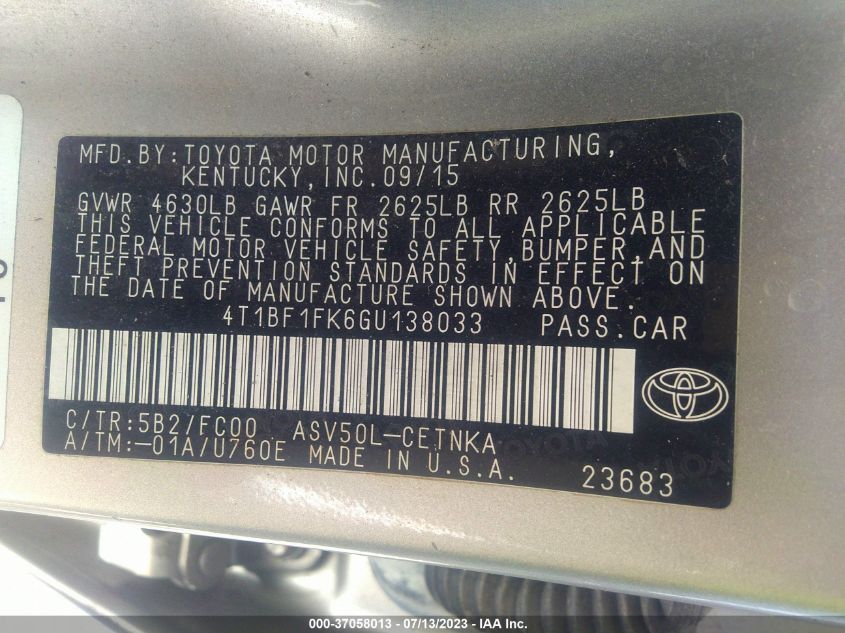 MFD.BY:TOYOTA MOTOR MANUFACTURING,
KENTUCKY,INC.09/15
GVWR 4630LB GAWR FR 2625LB RR 2625LB
THIS VEHICLE CONFORMS TO ALL APPLICABLE
FEDERAL MOTOR VEHICLE SAFETY,BUMPER,AND
THEFT PREVENTION STANDARDS IN EFFECT ON
THE DATE OF MANUFACTURE SHOWN ABOVE.
4T1BF1FK6GU138033 PASS.CAR
C/TR:5B2/FC00 ASV50L-CETNKA
A/TM:-01A/U760E MADE IN U.S.A.
23683
000-37058013 - 07/13/2023 -